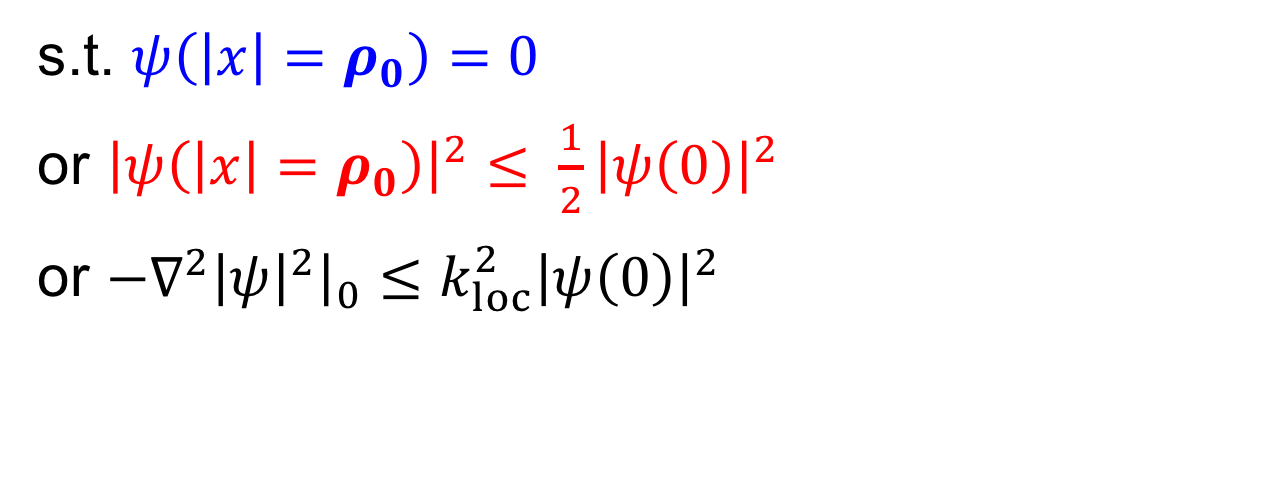 s.t. ψ(|x| = ρ₀) = 0
or |ψ(|x| = ρ₀)|² ≤ 1/2 |ψ(0)|²
or −∇²|ψ|²|₀ ≤ k²_loc|ψ(0)|²